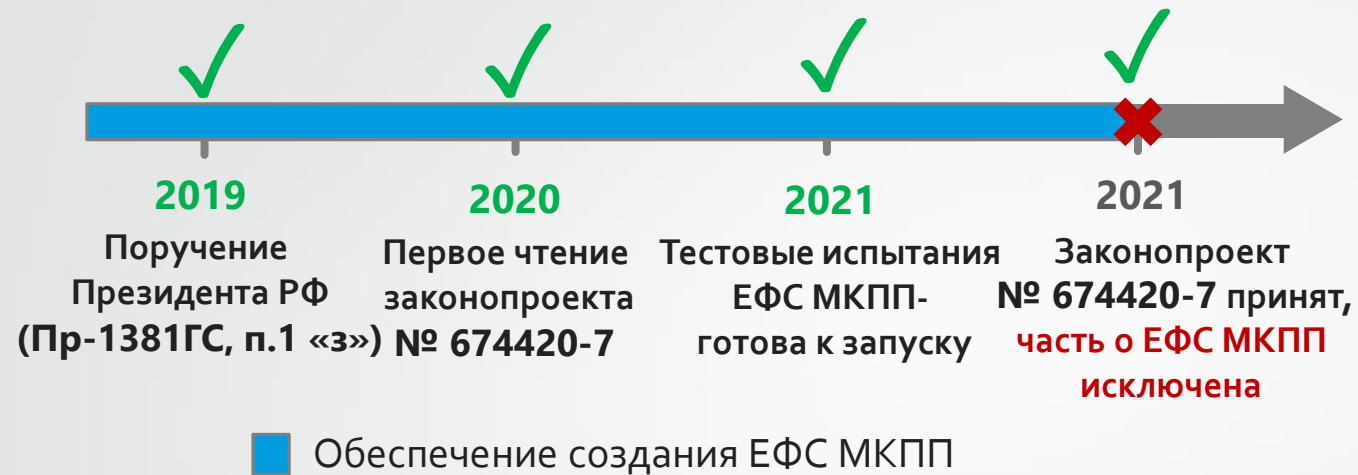 2019
Поручение
Президента РФ
(Пр-1381ГС, п.1 «з»)
2020
Первое чтение
законопроекта
№ 674420-7
2021
Тестовые испытания
ЕФС МКПП-
готова к запуску
2021
Законопроект
№ 674420-7 принят,
часть о ЕФС МКПП
исключена
Обеспечение создания ЕФС МКПП